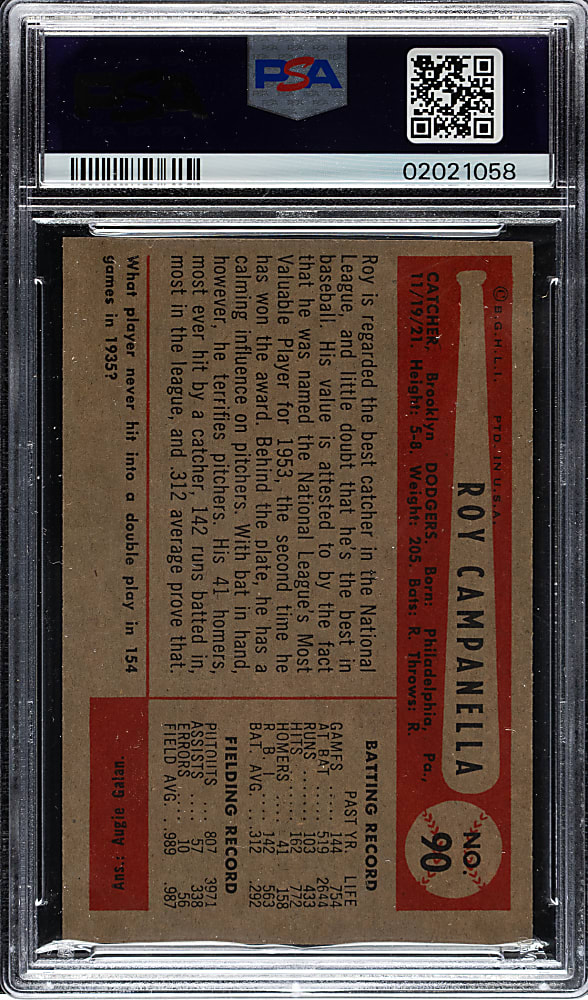 PSA
02021058
© B.G.H.L.I. PTD. IN U.S.A.
ROY CAMPANELLA
NO. 90
CATCHER, Brooklyn DODGERS. Born: Philadelphia, Pa.,
11/19/21. Height: 5-8. Weight: 205. Bats: R. Throws: R.
Roy is regarded the best catcher in the National
League, and little doubt that he's the best in
baseball. His value is attested to by the fact
that he was named the National League's Most
Valuable Player for 1953, the second time he
has won the award. Behind the plate, he has a
calming influence on pitchers. With bat in hand,
however, he terrifies pitchers. His 41 homers,
most ever hit by a catcher, 142 runs batted in,
most in the league, and .312 average prove that.
BATTING RECORD
PAST YR. LIFE
GAMES ..... 144 754
AT BAT .... 519 2644
RUNS ...... 103 433
HITS ...... 162 772
HOMERS .... 41 158
R B I ..... 142 563
BAT. AVG. .. .312 .292
FIELDING RECORD
PUTOUTS ... 807 3971
ASSISTS ... 57 338
ERRORS .... 10 56
FIELD AVG. .. .989 .987
What player never hit into a double play in 154
games in 1935?
Ans.: Augie Galan.